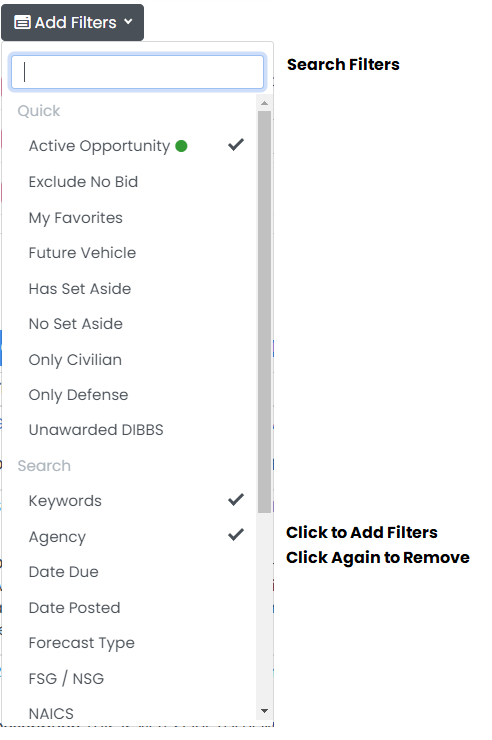 Add Filters
Search Filters
Quick
Active Opportunity
Exclude No Bid
My Favorites
Future Vehicle
Has Set Aside
No Set Aside
Only Civilian
Only Defense
Unawarded DIBBS
Search
Keywords
Agency
Click to Add Filters
Click Again to Remove
Date Due
Date Posted
Forecast Type
FSG / NSG
NAICS